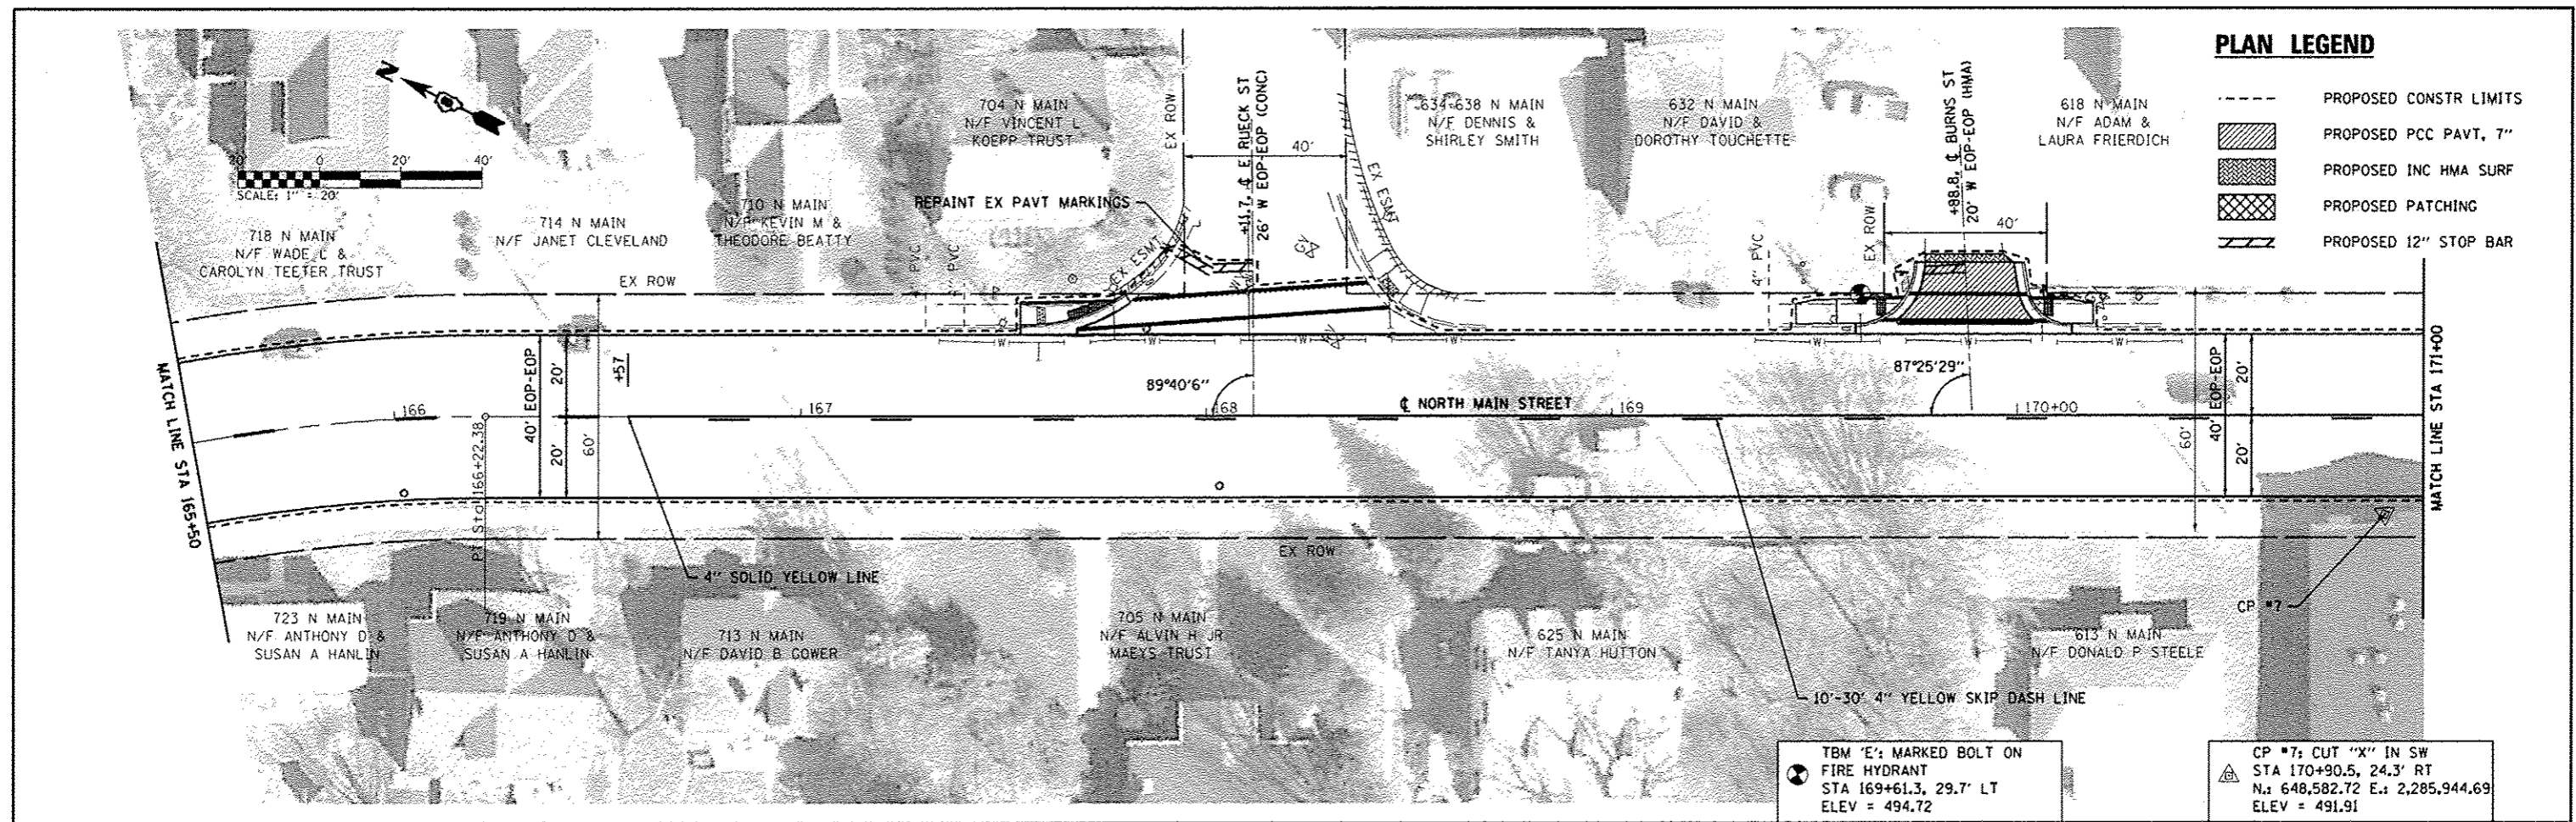 PLAN LEGEND
PROPOSED CONSTR LIMITS
PROPOSED PCC PAVT, 7"
PROPOSED INC HMA SURF
PROPOSED PATCHING
PROPOSED 12" STOP BAR
N
20' 0 20' 40'
SCALE: 1" = 20'
718 N MAIN
N/F WADE C &
CAROLYN TEETER TRUST
714 N MAIN
N/F JANET CLEVELAND
710 N MAIN
N/F KEVIN M &
THEODORE BEATTY
704 N MAIN
N/F VINCENT L
KOEPP TRUST
EX ROW
+11.7, ℄ E RUECK ST
26' W EOP-EOP (CONC)
40'
634-638 N MAIN
N/F DENNIS &
SHIRLEY SMITH
632 N MAIN
N/F DAVID &
DOROTHY TOUCHETTE
+88.8, ℄ BURNS ST
20' W EOP-EOP (HMA)
618 N MAIN
N/F ADAM &
LAURA FRIERDICH
REPAINT EX PAVT MARKINGS
EX ESMT
EX ESMT
GV
GV
4" PVC
EX ROW
40'
EX ROW
PVC
PVC
W W W W
W W W
MATCH LINE STA 165+50
40' EOP-EOP
20'
20'
60'
+57
PT Sta 166+22.38
166
167
168
169
170+00
89°40'6"
℄ NORTH MAIN STREET
87°25'29"
60'
40' EOP-EOP
20'
20'
MATCH LINE STA 171+00
4" SOLID YELLOW LINE
EX ROW
10'-30' 4" YELLOW SKIP DASH LINE
CP #7
723 N MAIN
N/F ANTHONY D &
SUSAN A HANLIN
719 N MAIN
N/F ANTHONY D &
SUSAN A HANLIN
713 N MAIN
N/F DAVID B GOWER
705 N MAIN
N/F ALVIN H JR
MAEYS TRUST
625 N MAIN
N/F TANYA HUTTON
613 N MAIN
N/F DONALD P STEELE
TBM 'E': MARKED BOLT ON
FIRE HYDRANT
STA 169+61.3, 29.7' LT
ELEV = 494.72
CP #7: CUT "X" IN SW
STA 170+90.5, 24.3' RT
N.: 648,582.72 E.: 2,285,944.69
ELEV = 491.91